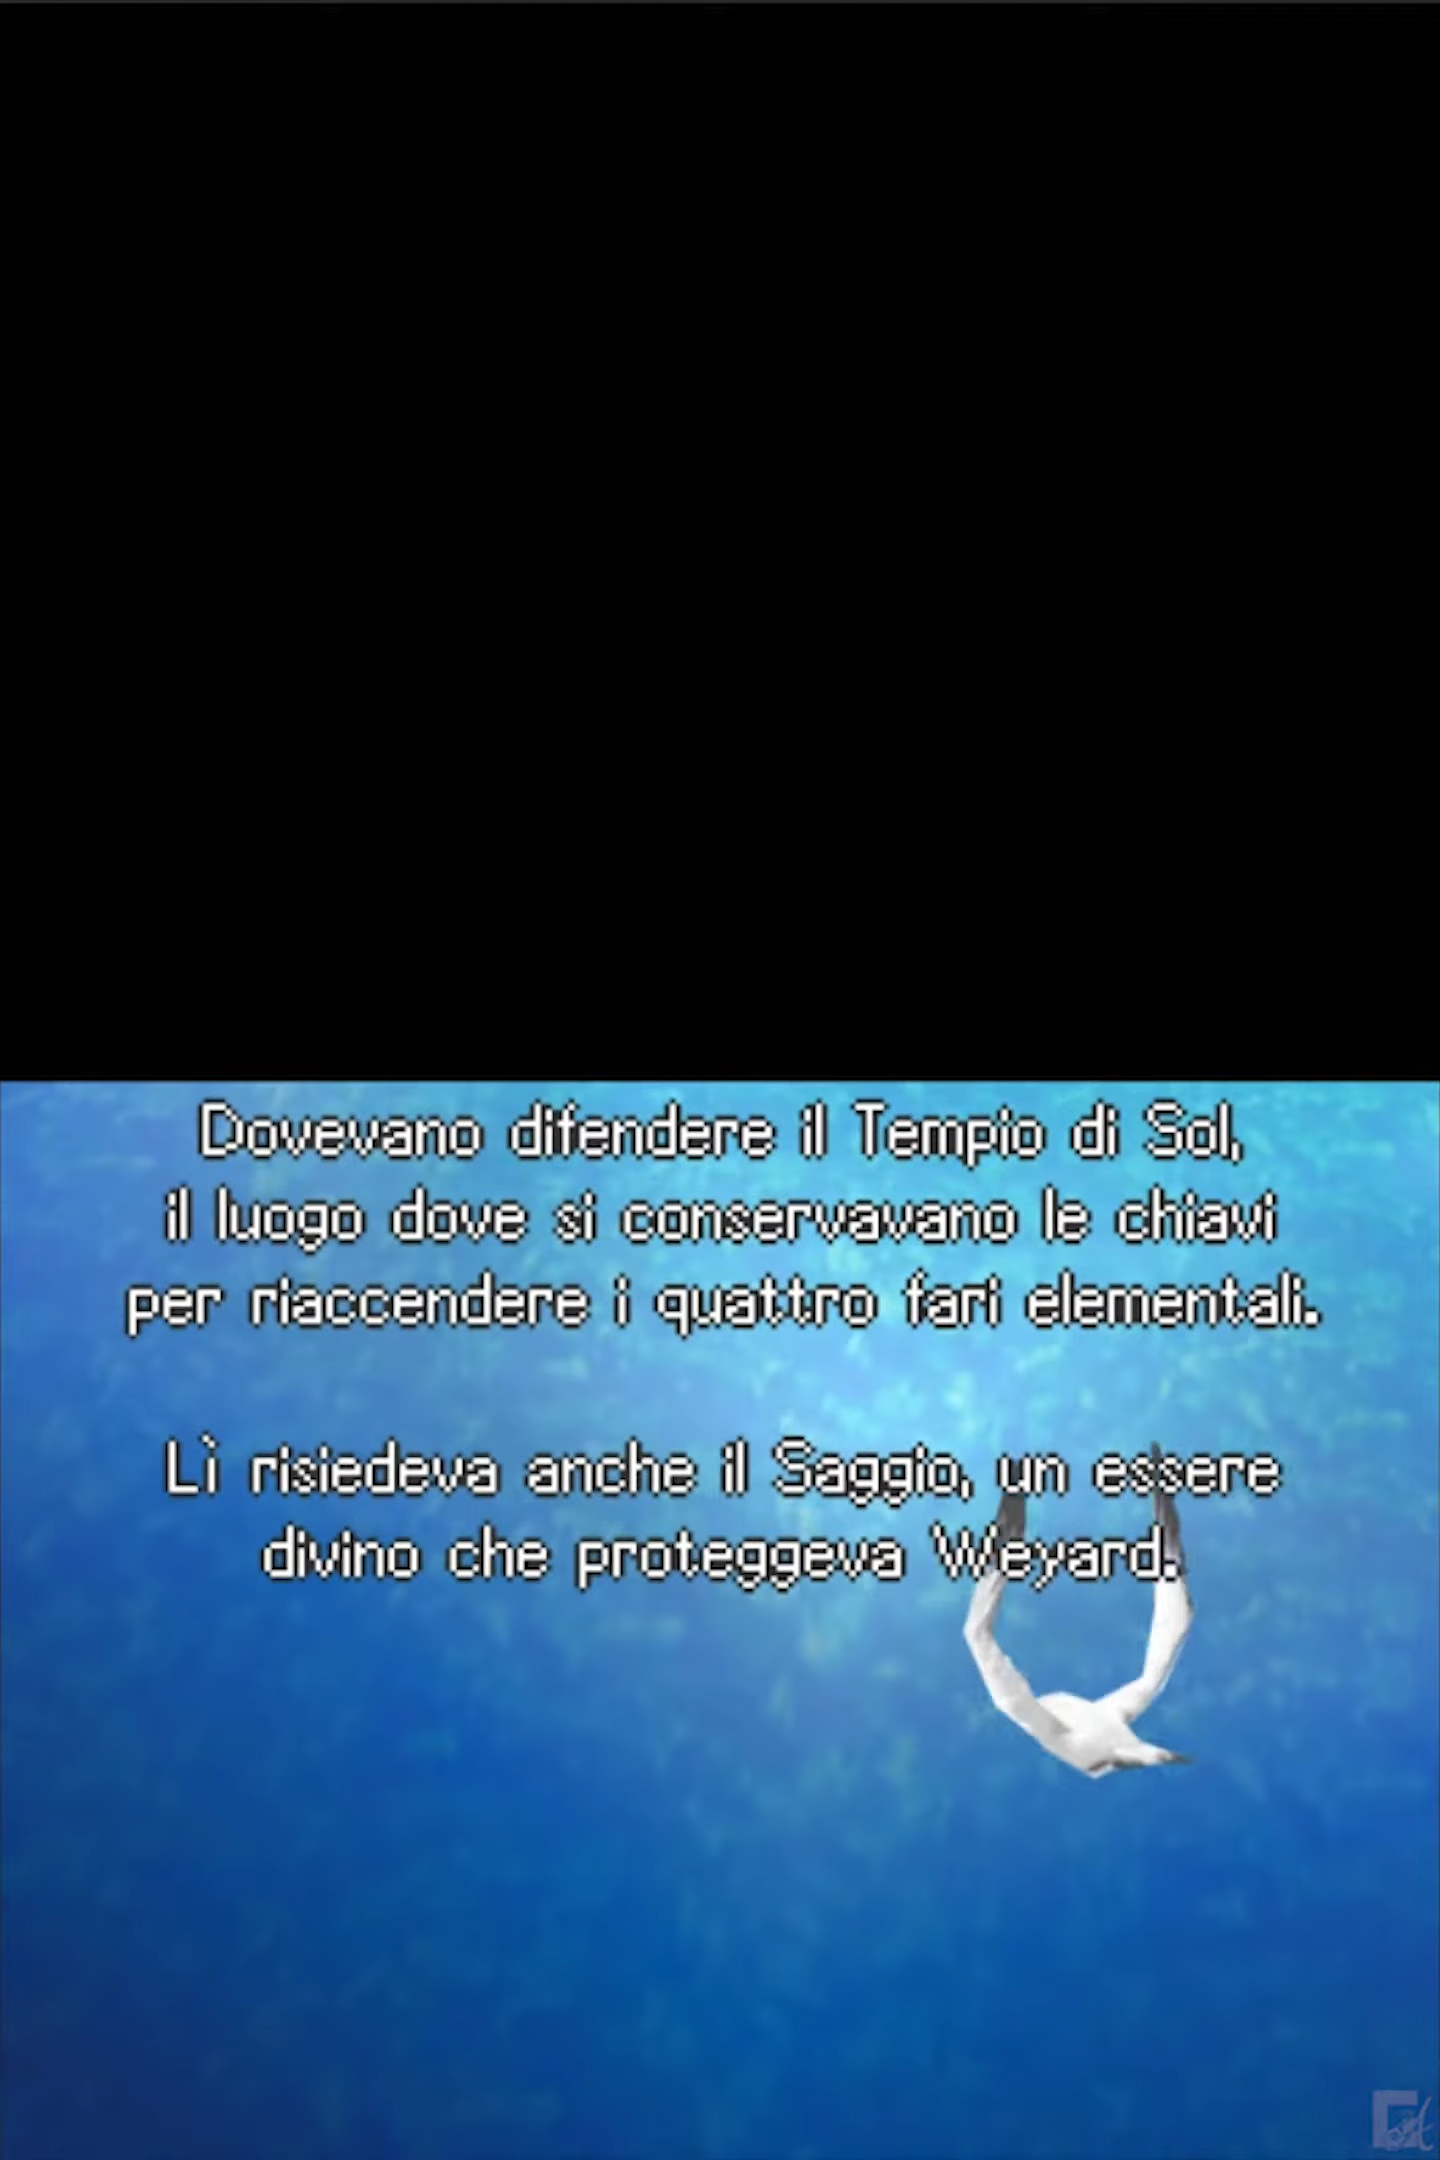 Dovevano difendere il Tempio di Sol,
il luogo dove si conservavano le chiavi
per riaccendere i quattro fari elementali.
Lì risiedeva anche il Saggio, un essere
divino che proteggeva Weyard.